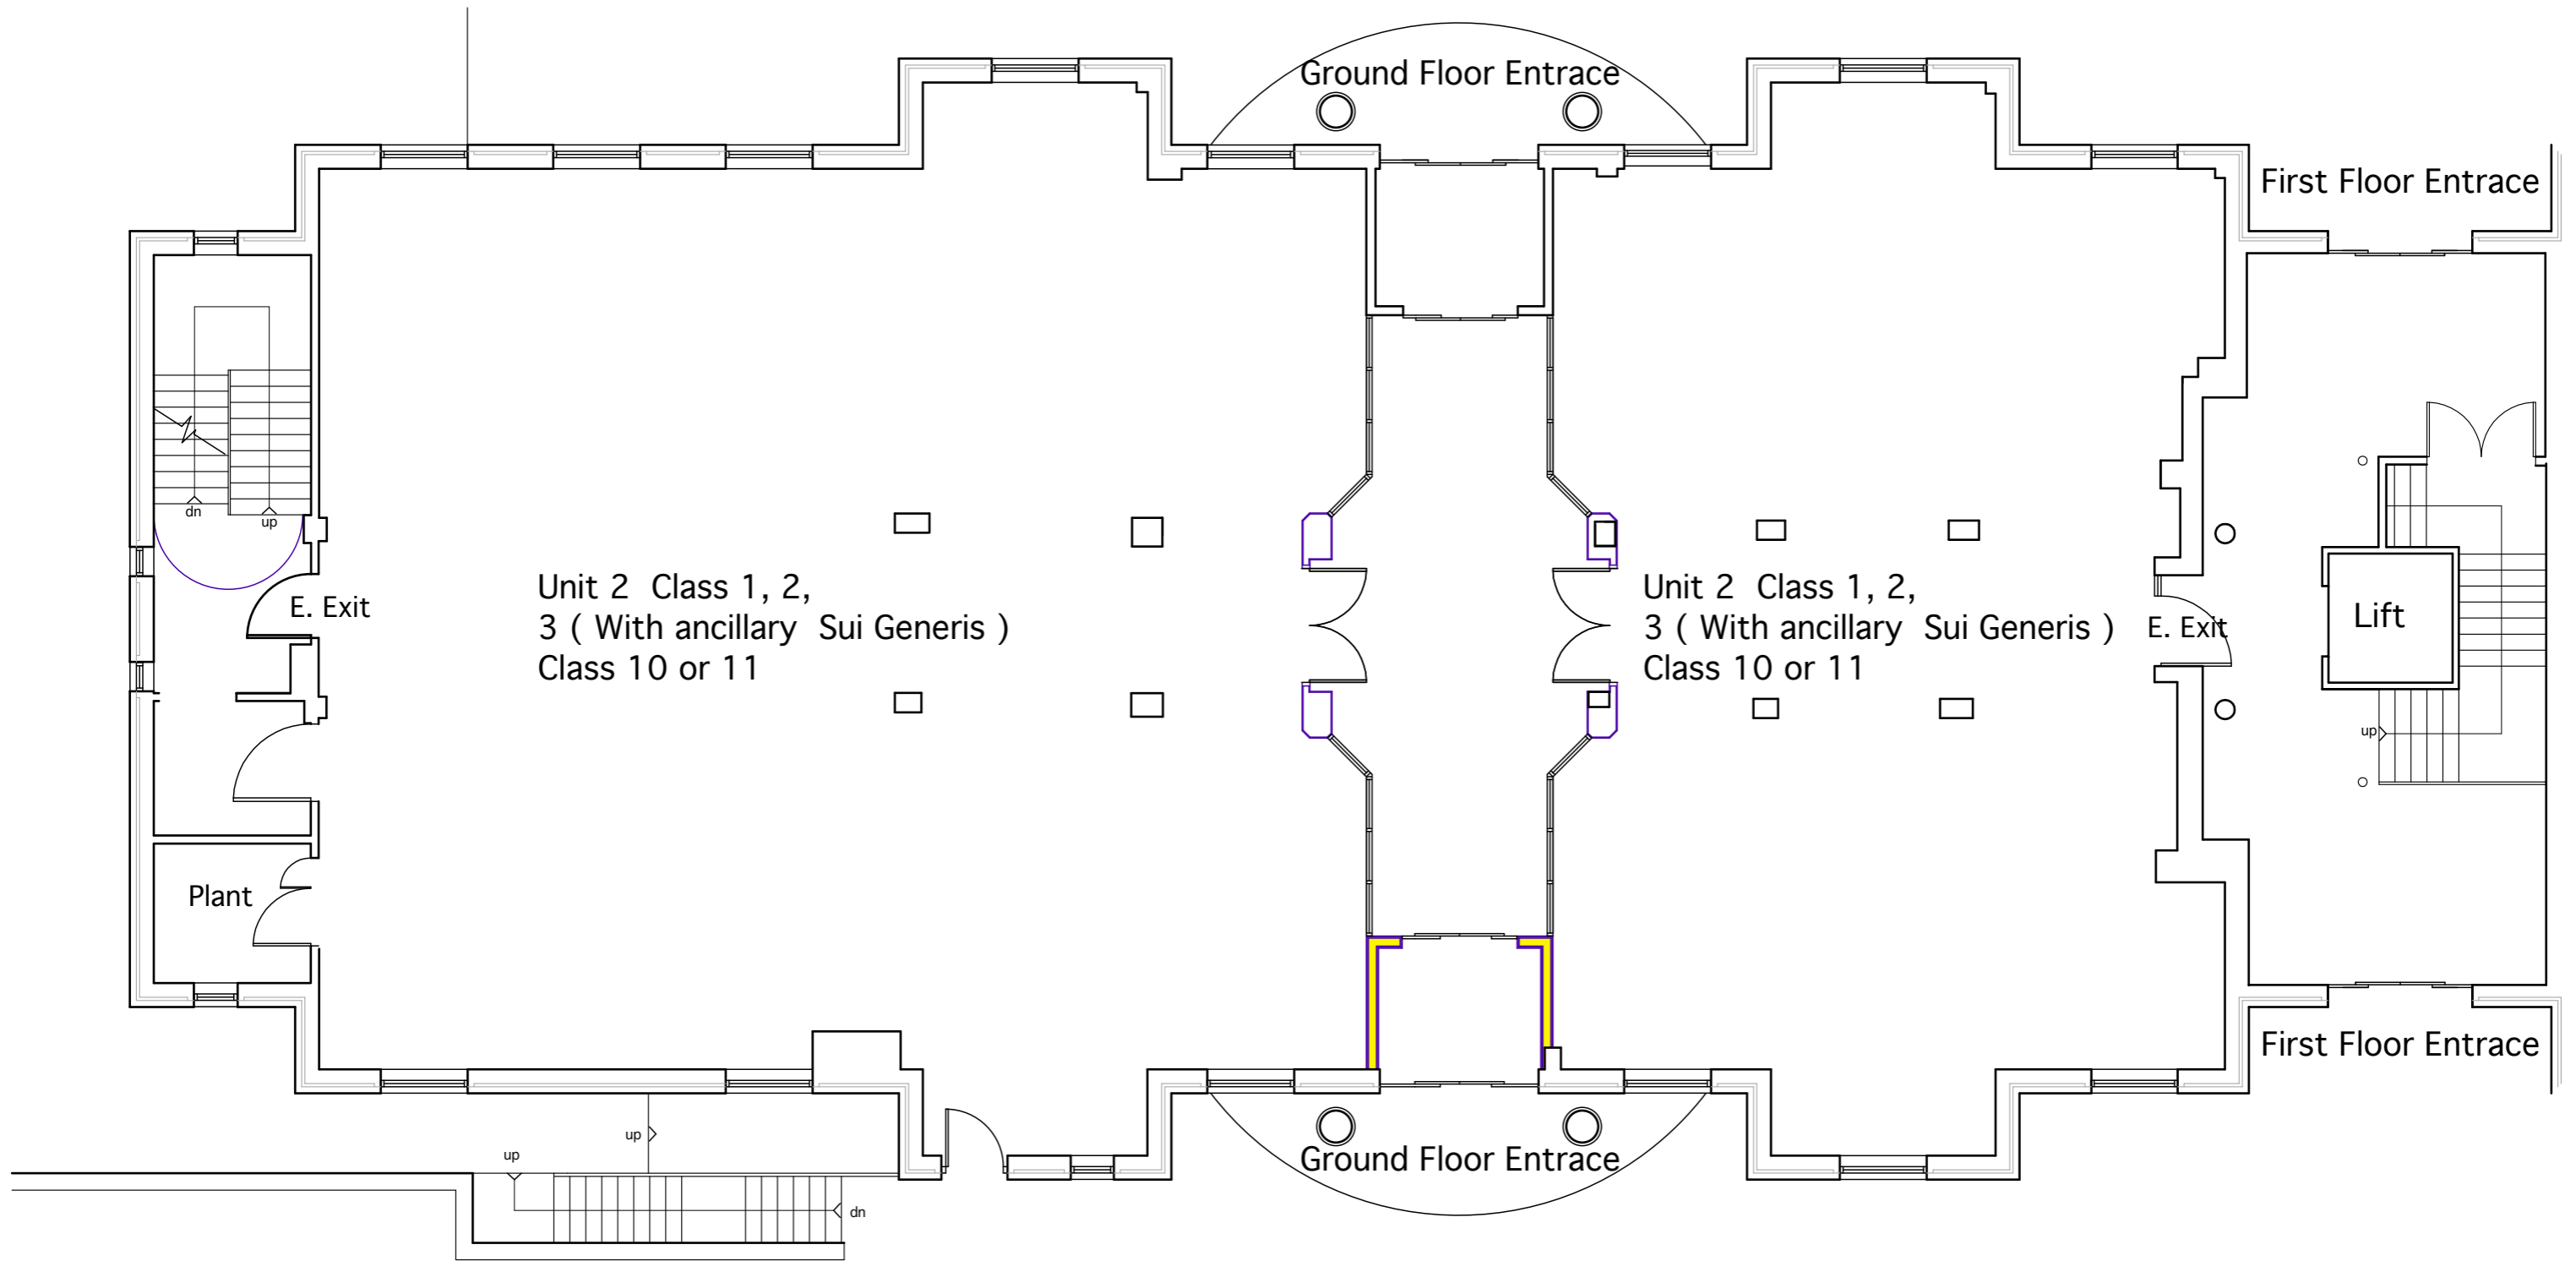 Ground Floor Entrace
First Floor Entrace
dn
up
E. Exit
Unit 2 Class 1, 2,
3 ( With ancillary Sui Generis )
Class 10 or 11
Unit 2 Class 1, 2,
3 ( With ancillary Sui Generis )
Class 10 or 11
E. Exit
Lift
up
Plant
First Floor Entrace
up
up
Ground Floor Entrace
dn